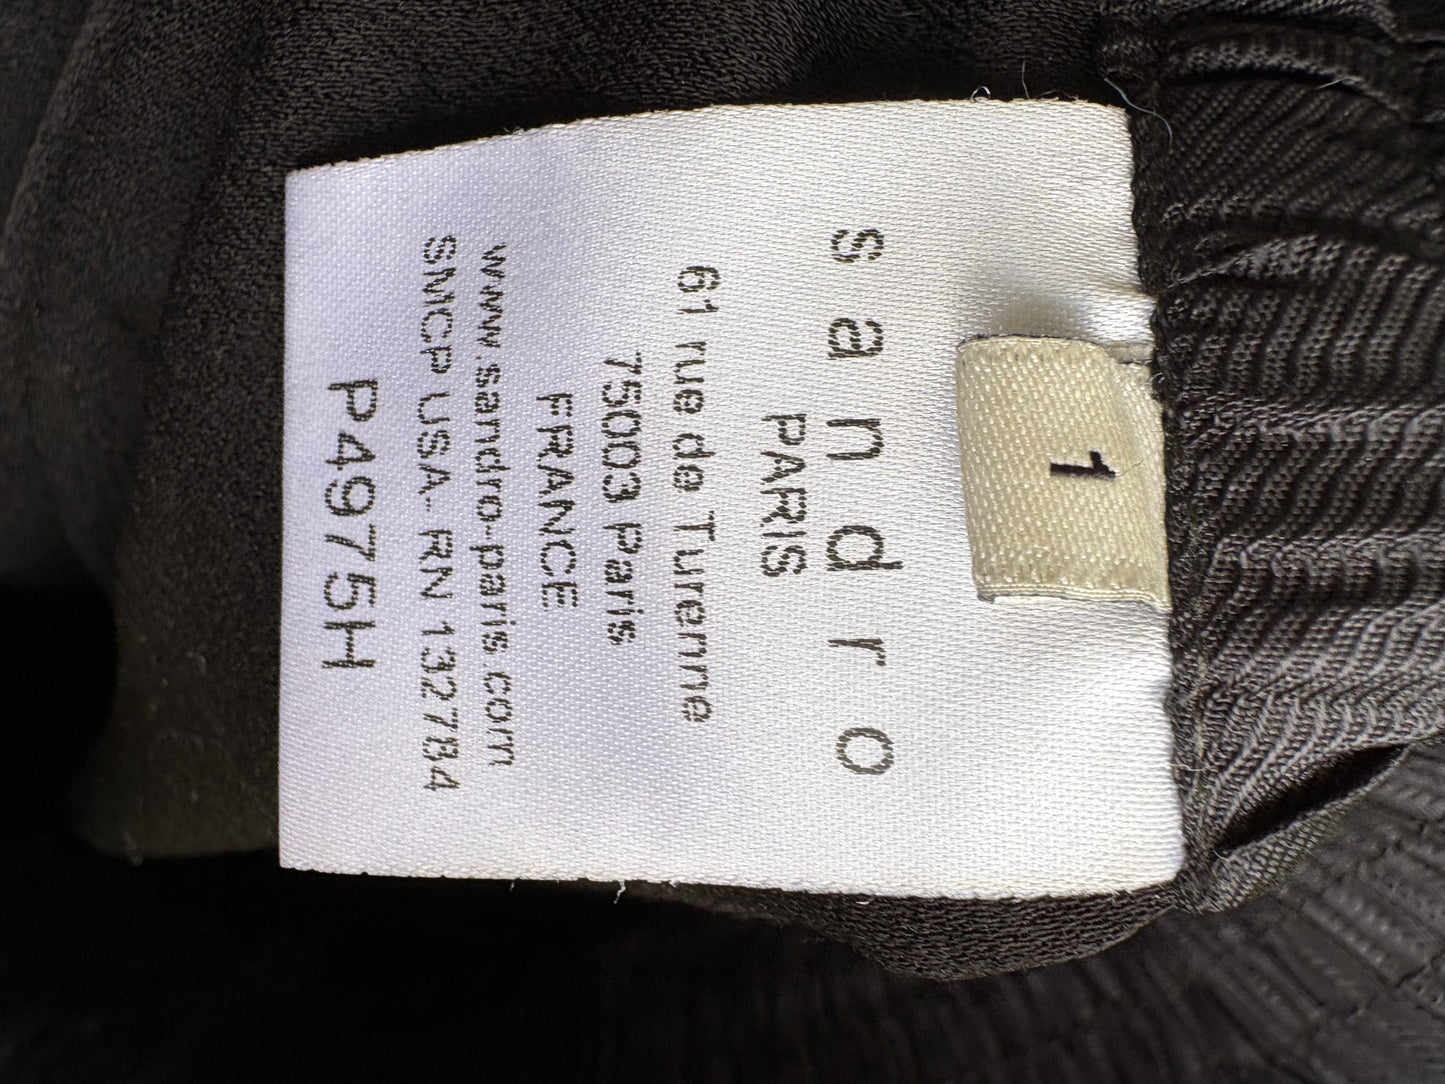 1
sandro
PARIS
61 rue de Turenne
75003 Paris
FRANCE
www.sandro-paris.com
SMCP USA. RN 132784
P4975H